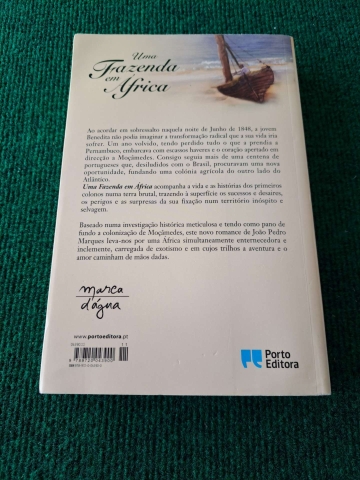 Uma
Fazenda
em
África
Ao acordar em sobressalto naquela noite de Junho de 1848, a jovem
Benedita não podia imaginar a transformação radical que a sua vida iria
sofrer. Em um ano volvido, tendo perdido tudo o que a prendia a
Pernambuco, embarcava com escassos haveres e o coração apertado em
direcção a Moçâmedes. Consigo seguia mais de uma centena de
portugueses que, desiludidos com o Brasil, procuravam uma nova
oportunidade, fundando uma colónia agrícola do outro lado do
Atlântico.
Uma Fazenda em África acompanha a vida e as histórias dos primeiros
colonos numa terra brutal, trazendo à superfície os sucessos e desaires,
os perigos e as surpresas da sua fixação num território inóspito e
selvagem.
Baseado numa investigação histórica meticulosa e tendo como pano de
fundo a colonização de Moçâmedes, este novo romance de João Pedro
Marques leva-nos por uma África simultaneamente enternecedora e
inclemente, carregada de exotismo e em cujos trilhos a aventura e o
amor caminham de mãos dadas.
marca
d'água
www.portoeditora.pt
Porto
Editora